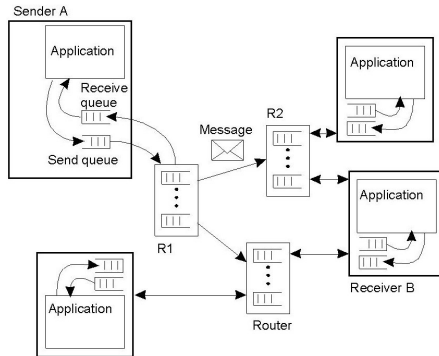 Sender A
Application
Receive
queue
Send queue
R1
Message
R2
Application
Application
Receiver B
Router
Application